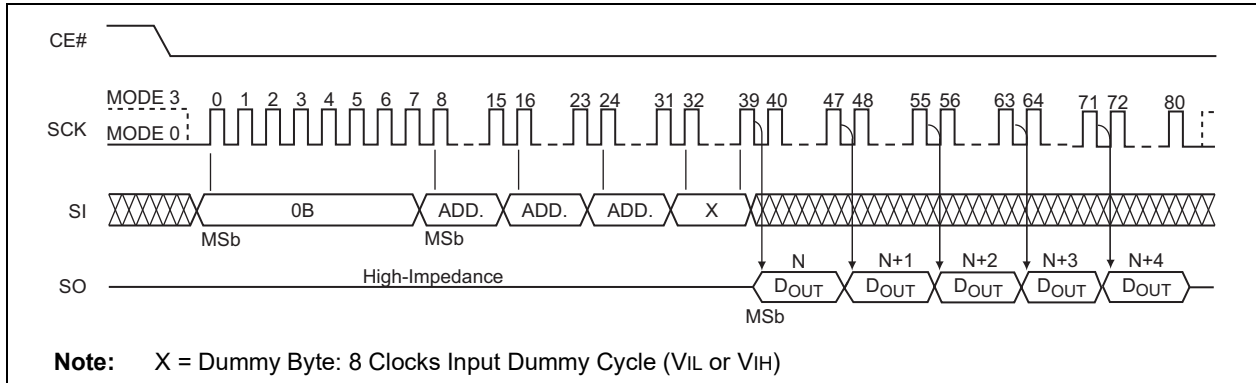 CE#
MODE 3
0 1 2 3 4 5 6 7 8 15 16 23 24 31 32 39 40 47 48 55 56 63 64 71 72 80
SCK
MODE 0
SI
0B ADD. ADD. ADD. X
MSb MSb
N N+1 N+2 N+3 N+4
High-Impedance
SO
DOUT DOUT DOUT DOUT DOUT
MSb
Note: X = Dummy Byte: 8 Clocks Input Dummy Cycle (VIL or VIH)